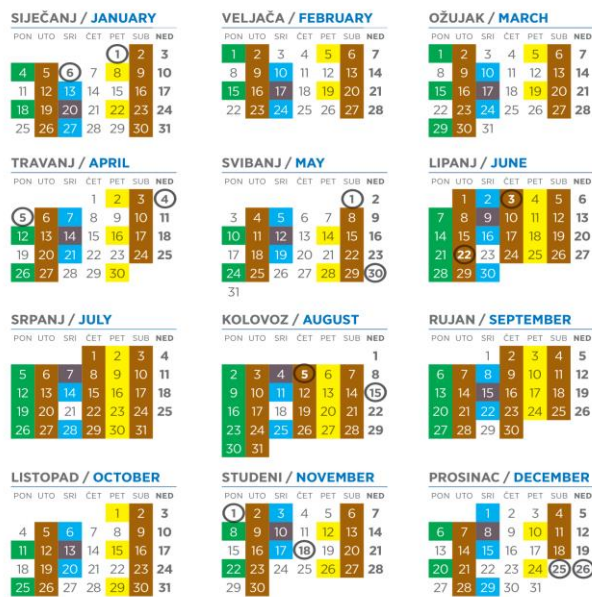 SIJEČANJ / JANUARY
PON UTO SRI ČET PET SUB NED
1 2 3
4 5 6 7 8 9 10
11 12 13 14 15 16 17
18 19 20 21 22 23 24
25 26 27 28 29 30 31
VELJAČA / FEBRUARY
PON UTO SRI ČET PET SUB NED
1 2 3 4 5 6 7
8 9 10 11 12 13 14
15 16 17 18 19 20 21
22 23 24 25 26 27 28
OŽUJAK / MARCH
PON UTO SRI ČET PET SUB NED
1 2 3 4 5 6 7
8 9 10 11 12 13 14
15 16 17 18 19 20 21
22 23 24 25 26 27 28
29 30 31
TRAVANJ / APRIL
PON UTO SRI ČET PET SUB NED
1 2 3 4
5 6 7 8 9 10 11
12 13 14 15 16 17 18
19 20 21 22 23 24 25
26 27 28 29 30
SVIBANJ / MAY
PON UTO SRI ČET PET SUB NED
1 2
3 4 5 6 7 8 9
10 11 12 13 14 15 16
17 18 19 20 21 22 23
24 25 26 27 28 29 30
31
LIPANJ / JUNE
PON UTO SRI ČET PET SUB NED
1 2 3 4 5 6
7 8 9 10 11 12 13
14 15 16 17 18 19 20
21 22 23 24 25 26 27
28 29 30
SRPANJ / JULY
PON UTO SRI ČET PET SUB NED
1 2 3 4
5 6 7 8 9 10 11
12 13 14 15 16 17 18
19 20 21 22 23 24 25
26 27 28 29 30 31
KOLOVOZ / AUGUST
PON UTO SRI ČET PET SUB NED
1
2 3 4 5 6 7 8
9 10 11 12 13 14 15
16 17 18 19 20 21 22
23 24 25 26 27 28 29
30 31
RUJAN / SEPTEMBER
PON UTO SRI ČET PET SUB NED
1 2 3 4 5
6 7 8 9 10 11 12
13 14 15 16 17 18 19
20 21 22 23 24 25 26
27 28 29 30
LISTOPAD / OCTOBER
PON UTO SRI ČET PET SUB NED
1 2 3
4 5 6 7 8 9 10
11 12 13 14 15 16 17
18 19 20 21 22 23 24
25 26 27 28 29 30 31
STUDENI / NOVEMBER
PON UTO SRI ČET PET SUB NED
1 2 3 4 5 6 7
8 9 10 11 12 13 14
15 16 17 18 19 20 21
22 23 24 25 26 27 28
29 30
PROSINAC / DECEMBER
PON UTO SRI ČET PET SUB NED
1 2 3 4 5
6 7 8 9 10 11 12
13 14 15 16 17 18 19
20 21 22 23 24 25 26
27 28 29 30 31